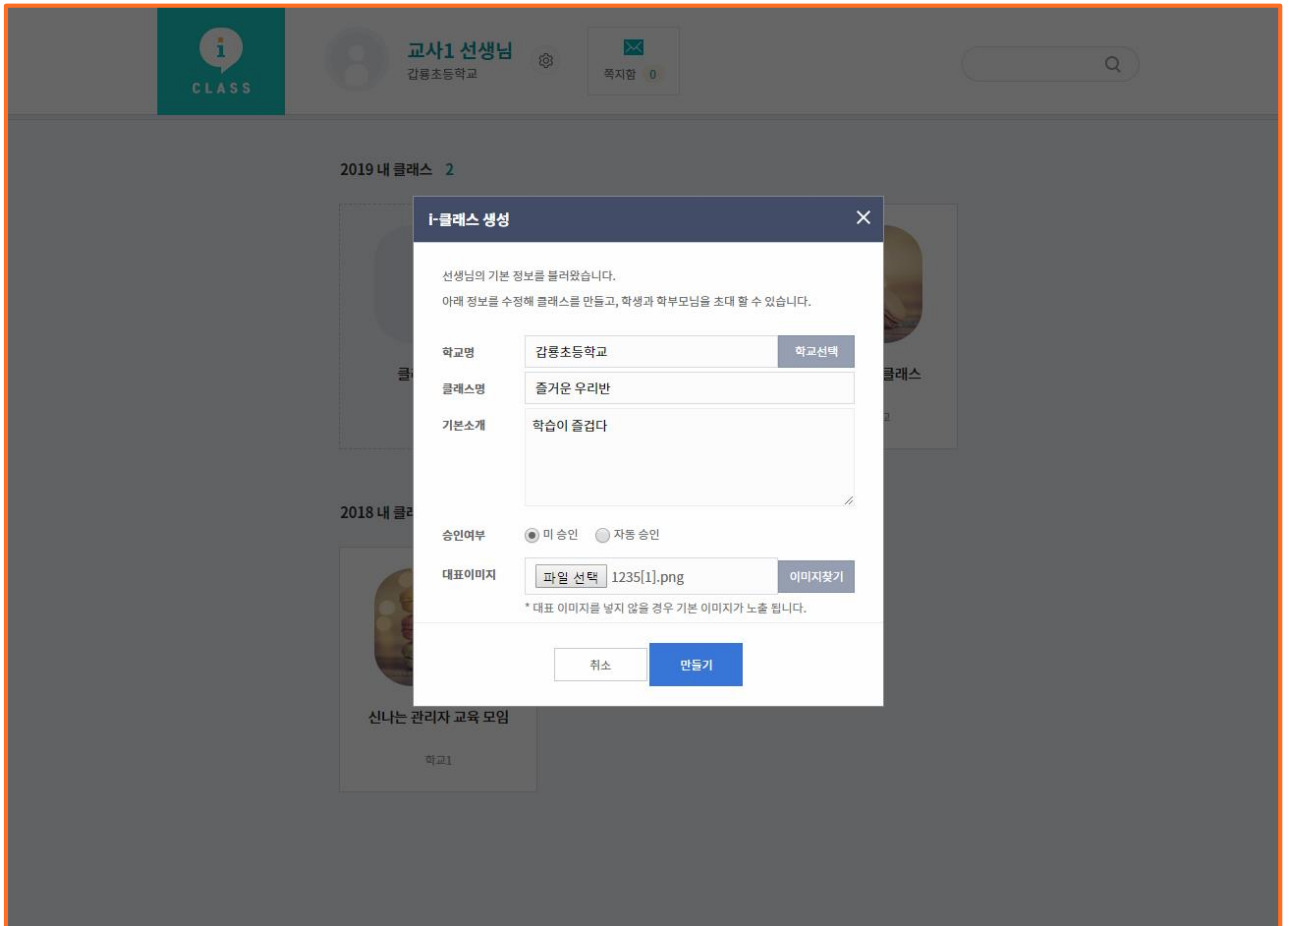 i
CLASS
교사1 선생님
갑룡초등학교
쪽지함 0
2019 내 클래스 2
i-클래스 생성
선생님의 기본 정보를 불러왔습니다.
아래 정보를 수정해 클래스를 만들고, 학생과 학부모님을 초대 할 수 있습니다.
학교명 갑룡초등학교 학교선택
클래스
클래스명 즐거운 우리반
기본소개 학습이 즐겁다
2018 내 클래
승인여부 미 승인 자동 승인
대표이미지 파일 선택 1235[1].png 이미지찾기
* 대표 이미지를 넣지 않을 경우 기본 이미지가 노출 됩니다.
취소 만들기
신나는 관리자 교육 모임
학교1